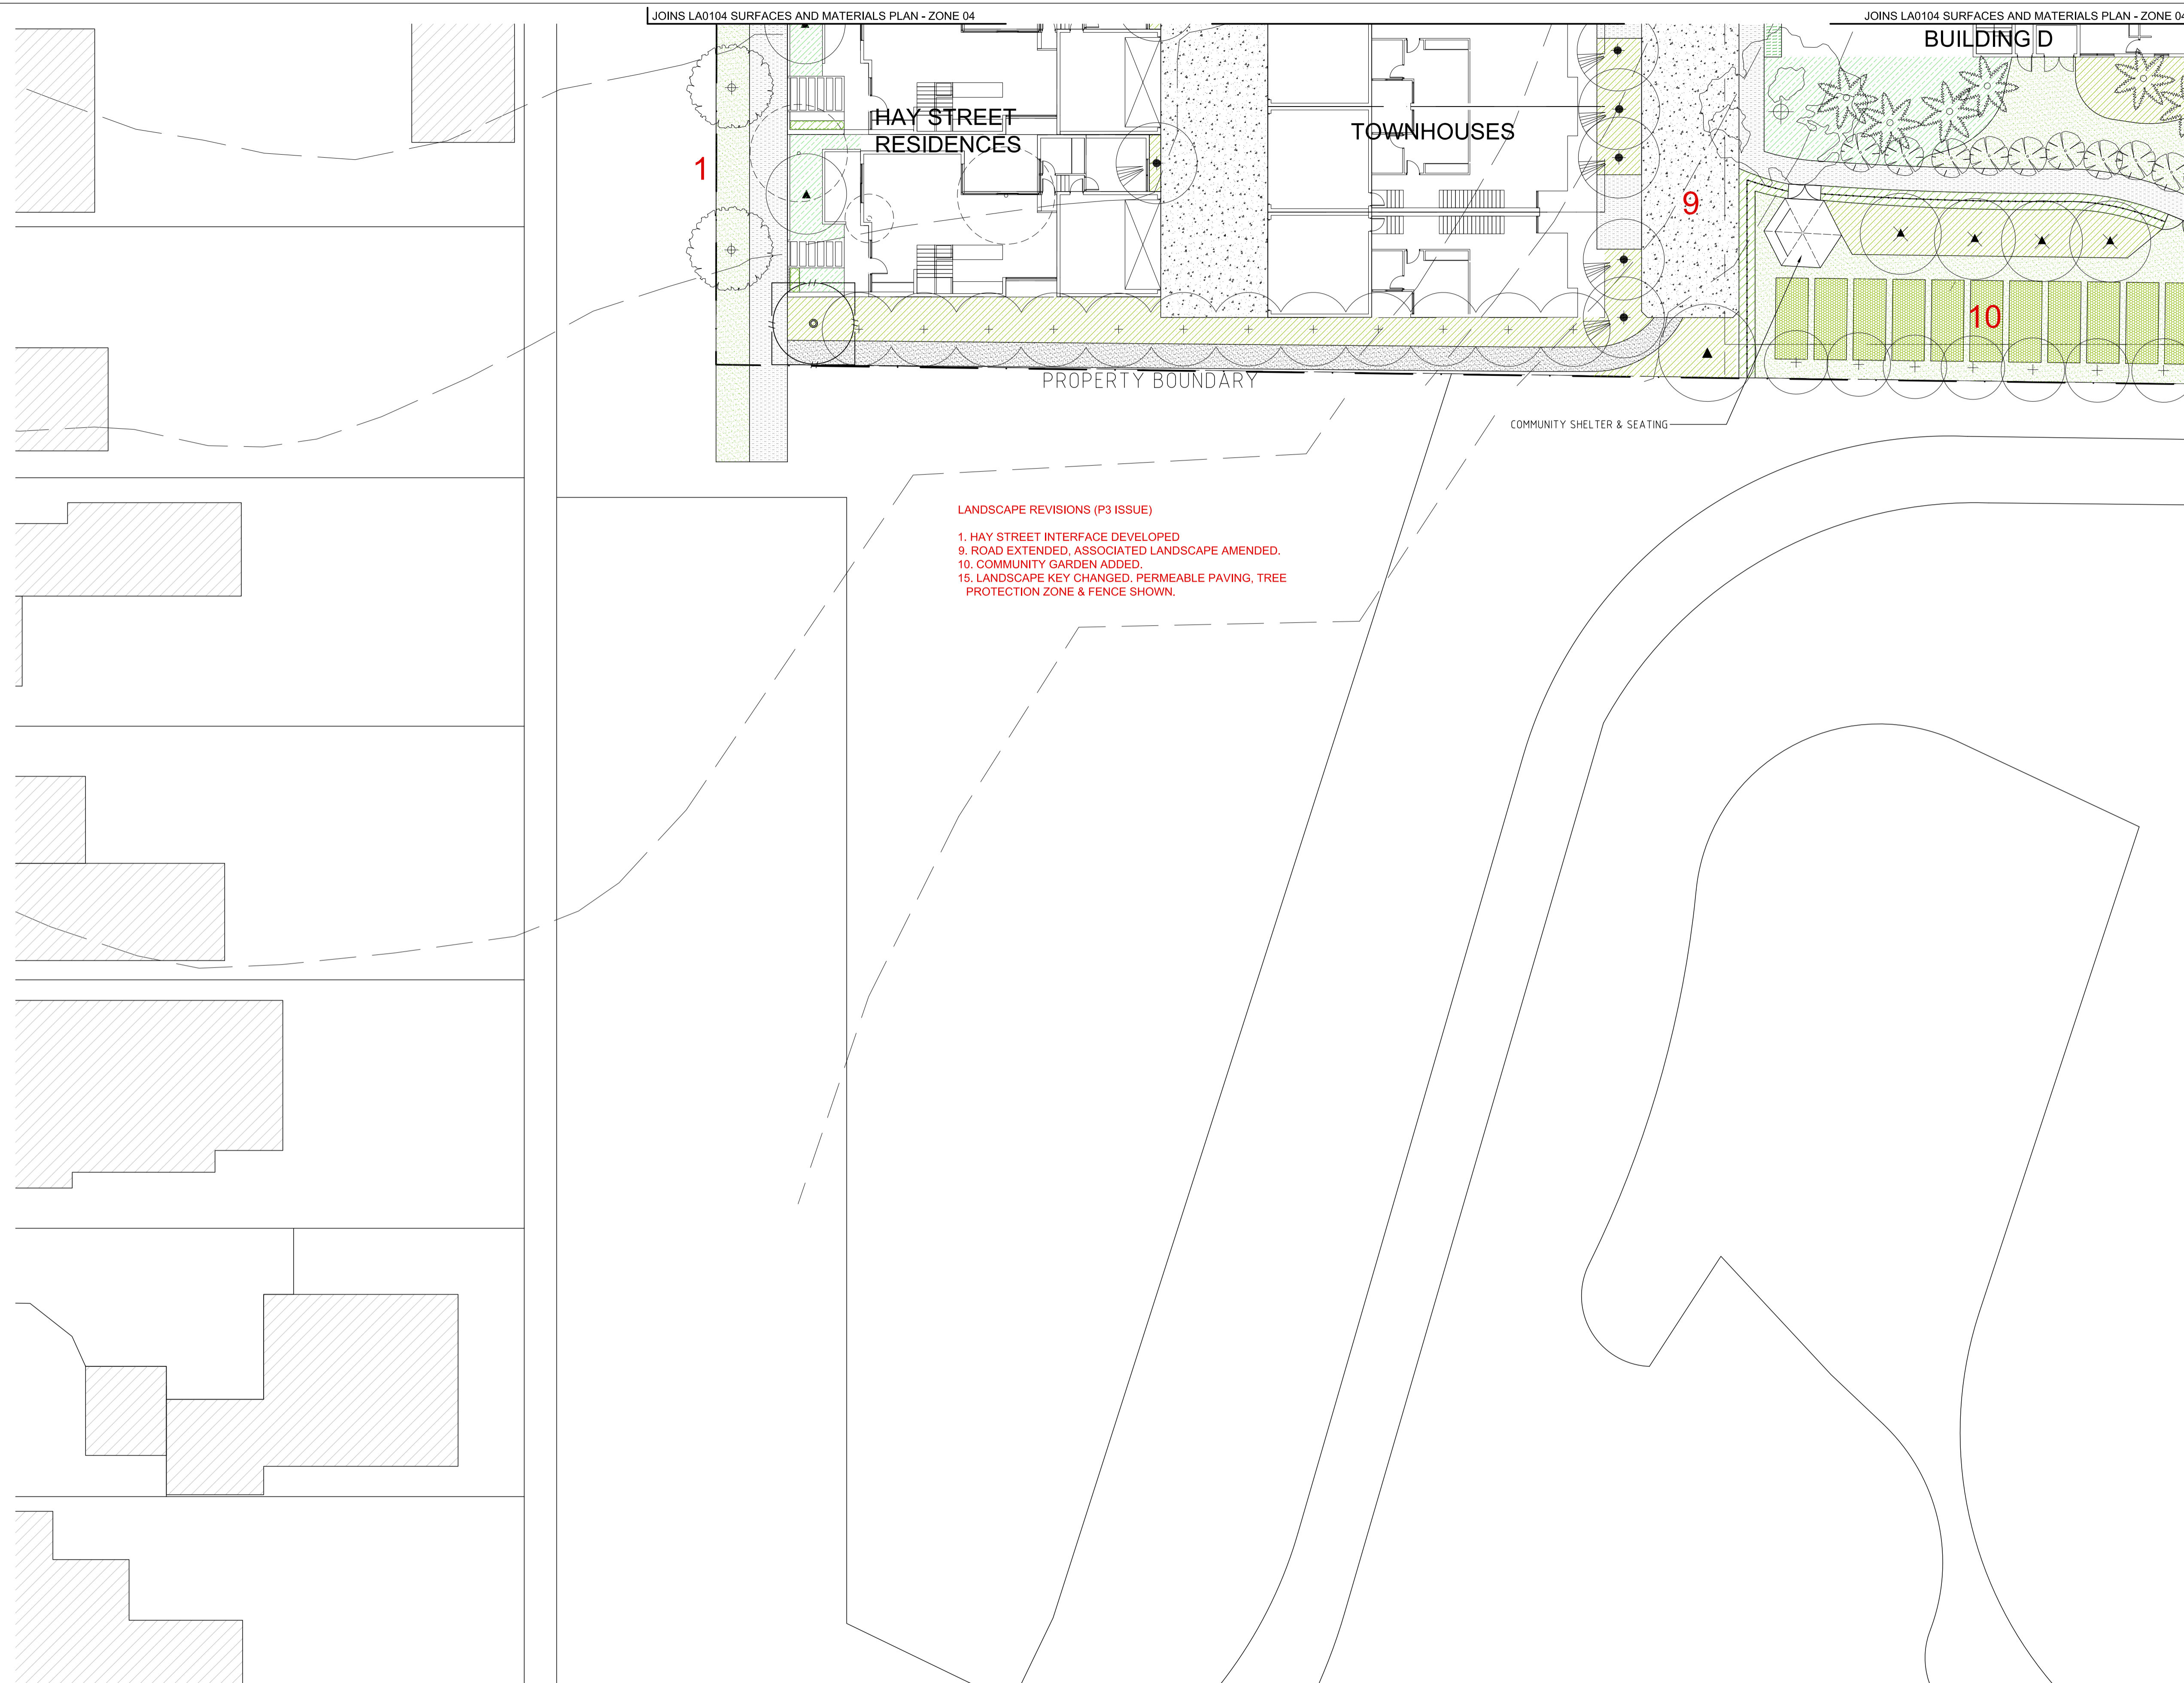 JOINS LA0104 SURFACES AND MATERIALS PLAN - ZONE 04
JOINS LA0104 SURFACES AND MATERIALS PLAN - ZONE 04
BUILDING D
HAY STREET
RESIDENCES
TOWNHOUSES
1
9
10
PROPERTY BOUNDARY
COMMUNITY SHELTER & SEATING
LANDSCAPE REVISIONS (P3 ISSUE)
1. HAY STREET INTERFACE DEVELOPED
9. ROAD EXTENDED, ASSOCIATED LANDSCAPE AMENDED.
10. COMMUNITY GARDEN ADDED.
15. LANDSCAPE KEY CHANGED. PERMEABLE PAVING, TREE
PROTECTION ZONE & FENCE SHOWN.